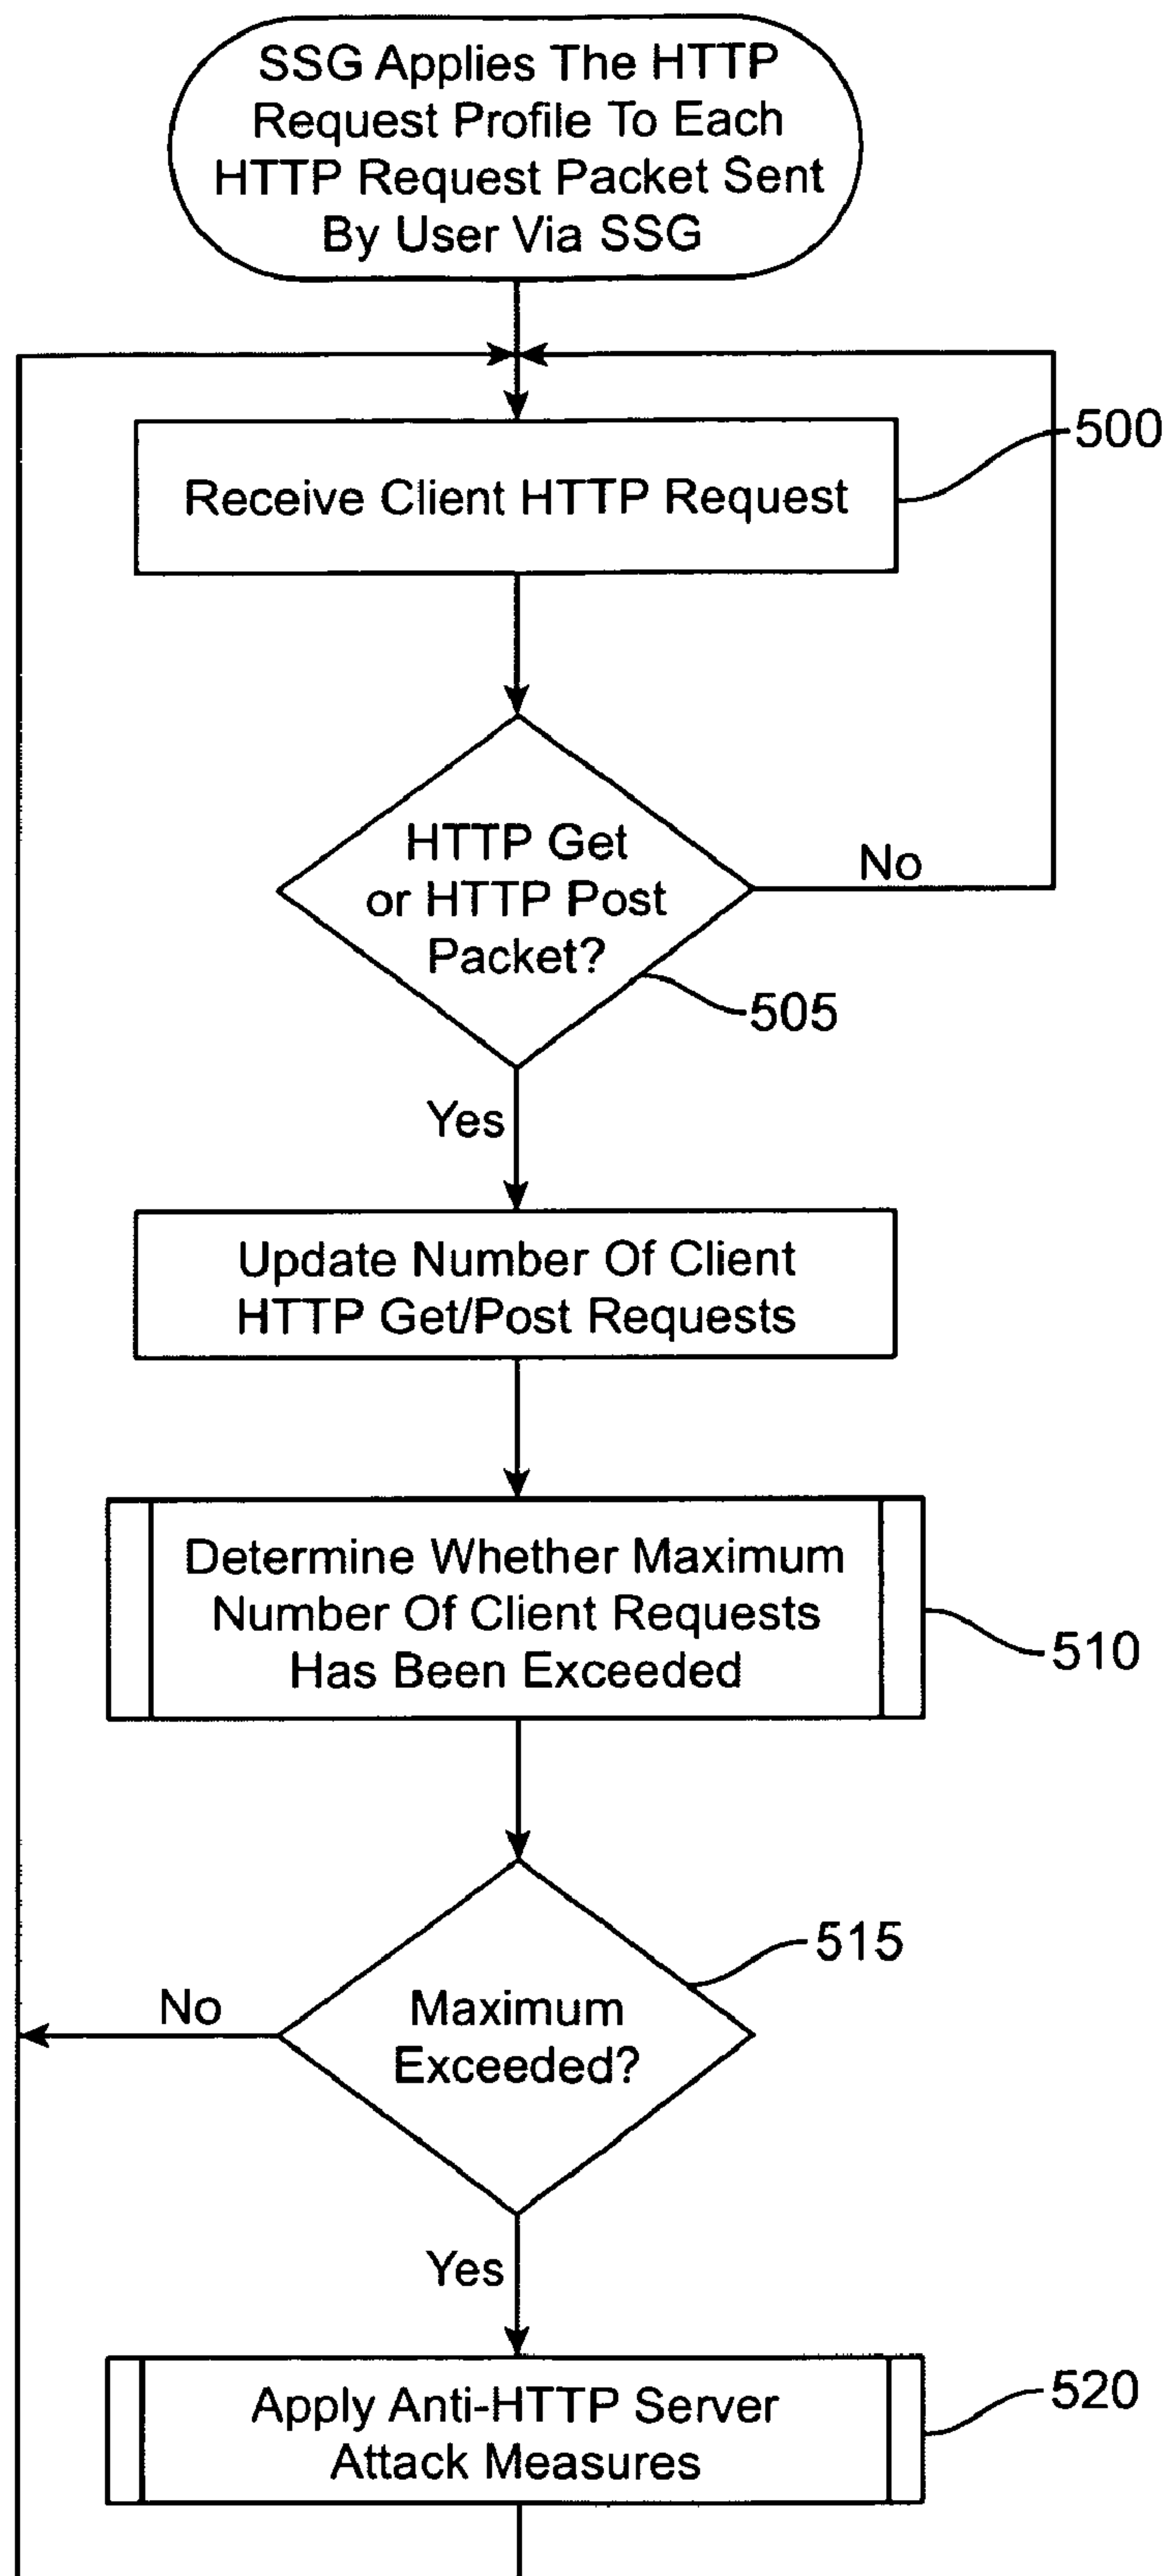 SSG Applies The HTTP
Request Profile To Each
HTTP Request Packet Sent
By User Via SSG
500
Receive Client HTTP Request
HTTP Get
or HTTP Post
Packet?
No
505
Yes
Update Number Of Client
HTTP Get/Post Requests
Determine Whether Maximum
Number Of Client Requests
Has Been Exceeded
510
515
No
Maximum
Exceeded?
Yes
520
Apply Anti-HTTP Server
Attack Measures